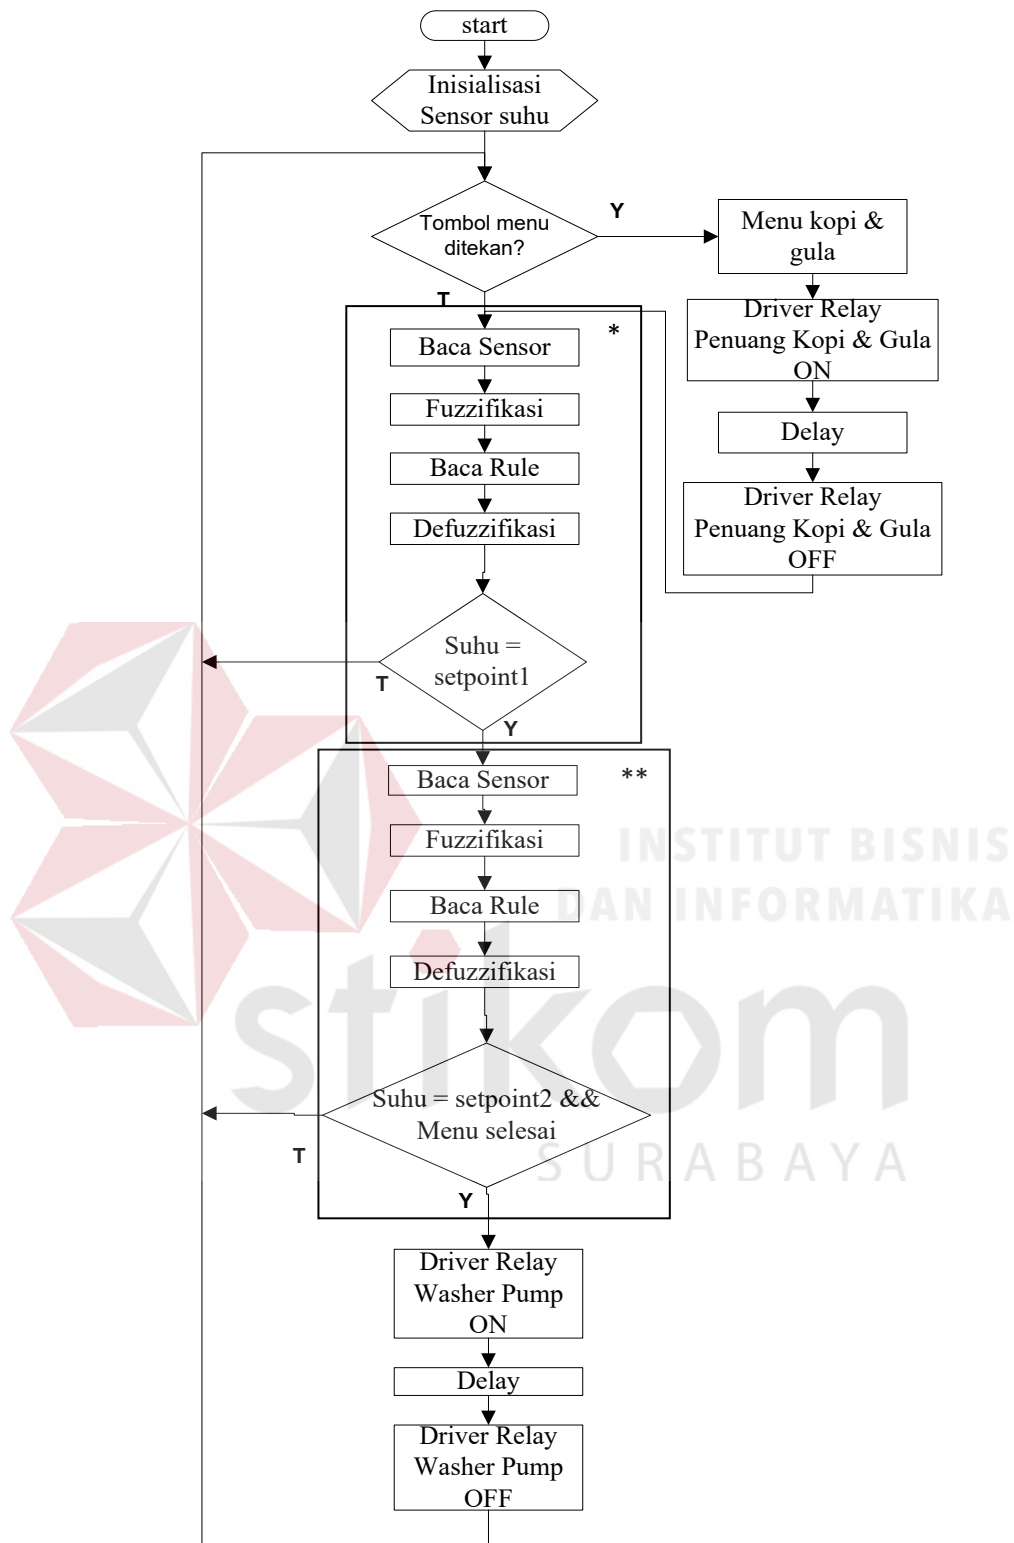 start
Inisialisasi
Sensor suhu
Tombol menu
ditekan?
Y
Menu kopi &
gula
T
Driver Relay
Penuang Kopi & Gula
ON
*
Baca Sensor
Fuzzifikasi
Delay
Baca Rule
Driver Relay
Penuang Kopi & Gula
OFF
Defuzzifikasi
Suhu =
setpoint1
T
Y
Baca Sensor
**
Fuzzifikasi
INSTITUT BISNIS
DAN INFORMATIKA
Baca Rule
Defuzzifikasi
stikom
SURABAYA
Suhu = setpoint2 &&
Menu selesai
T
Y
Driver Relay
Washer Pump
ON
Delay
Driver Relay
Washer Pump
OFF